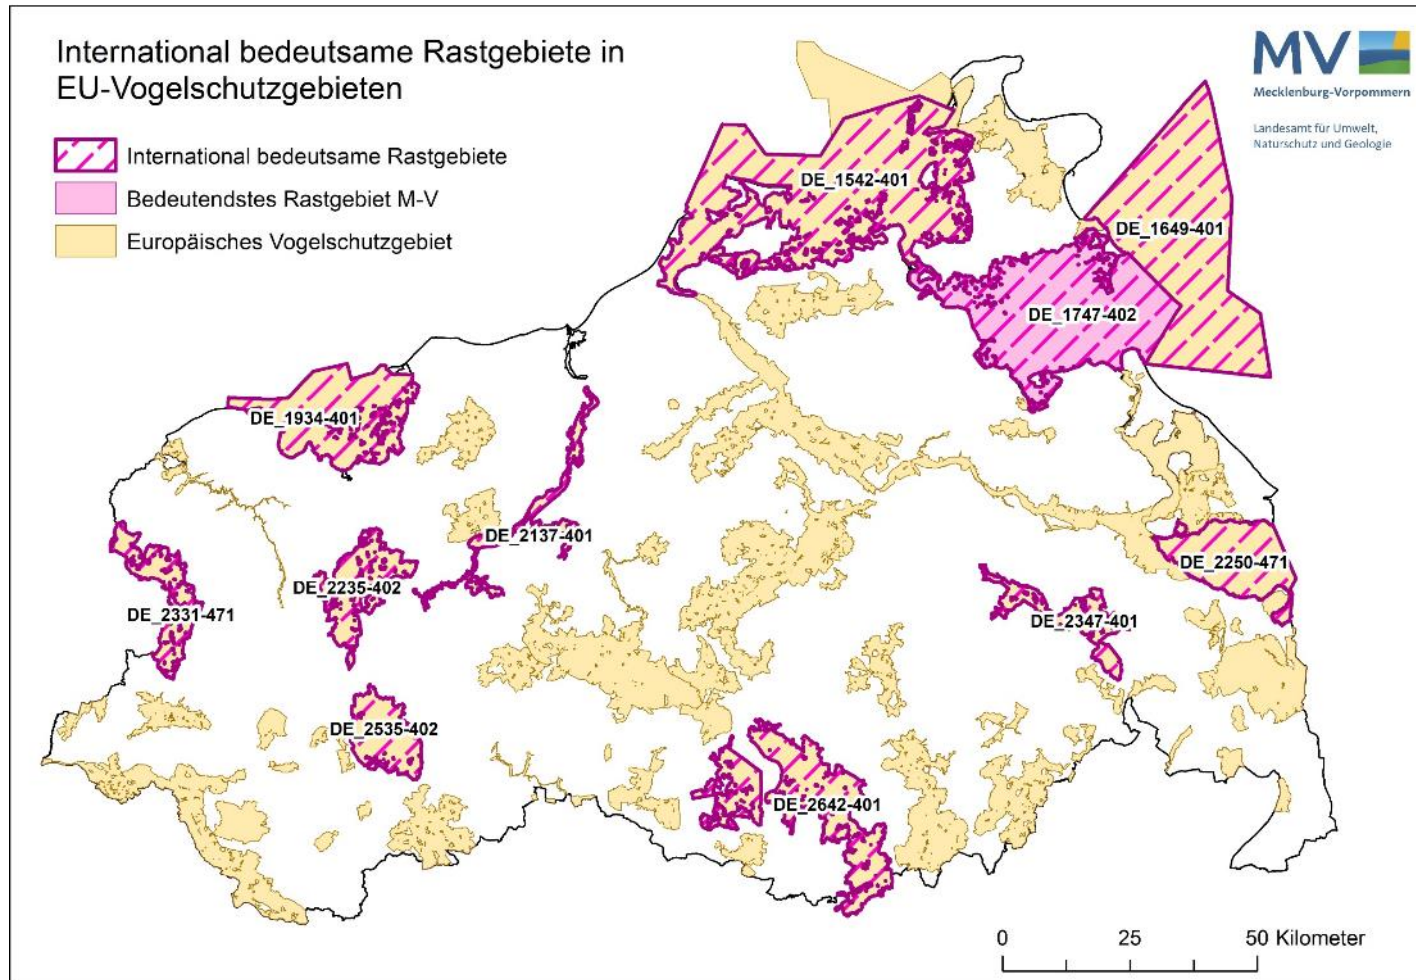 International bedeutsame Rastgebiete in
EU-Vogelschutzgebieten
International bedeutsame Rastgebiete
Bedeutendstes Rastgebiet M-V
Europäisches Vogelschutzgebiet
MV
Mecklenburg-Vorpommern
Landesamt für Umwelt,
Naturschutz und Geologie
DE_1542-401
DE_1649-401
DE_1747-402
DE_1934-401
DE_2137-401
DE_2250-471
DE_2235-402
DE_2331-471
DE_2347-401
DE_2535-402
DE_2642-401
0 25 50 Kilometer